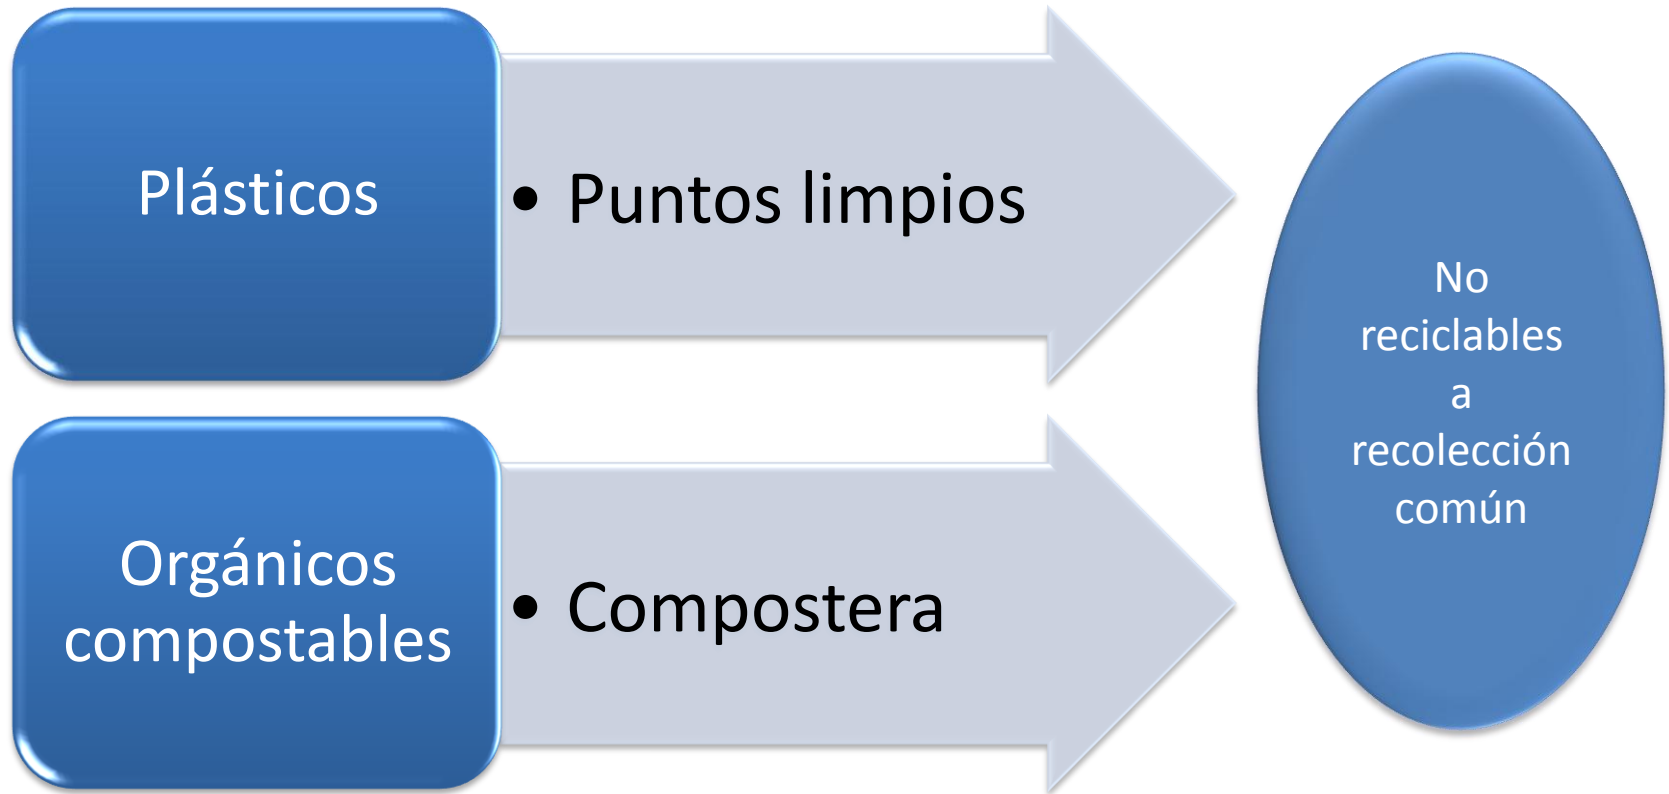 Plásticos
• Puntos limpios
Orgánicos
compostables
• Compostera
No
reciclables
a
recolección
común